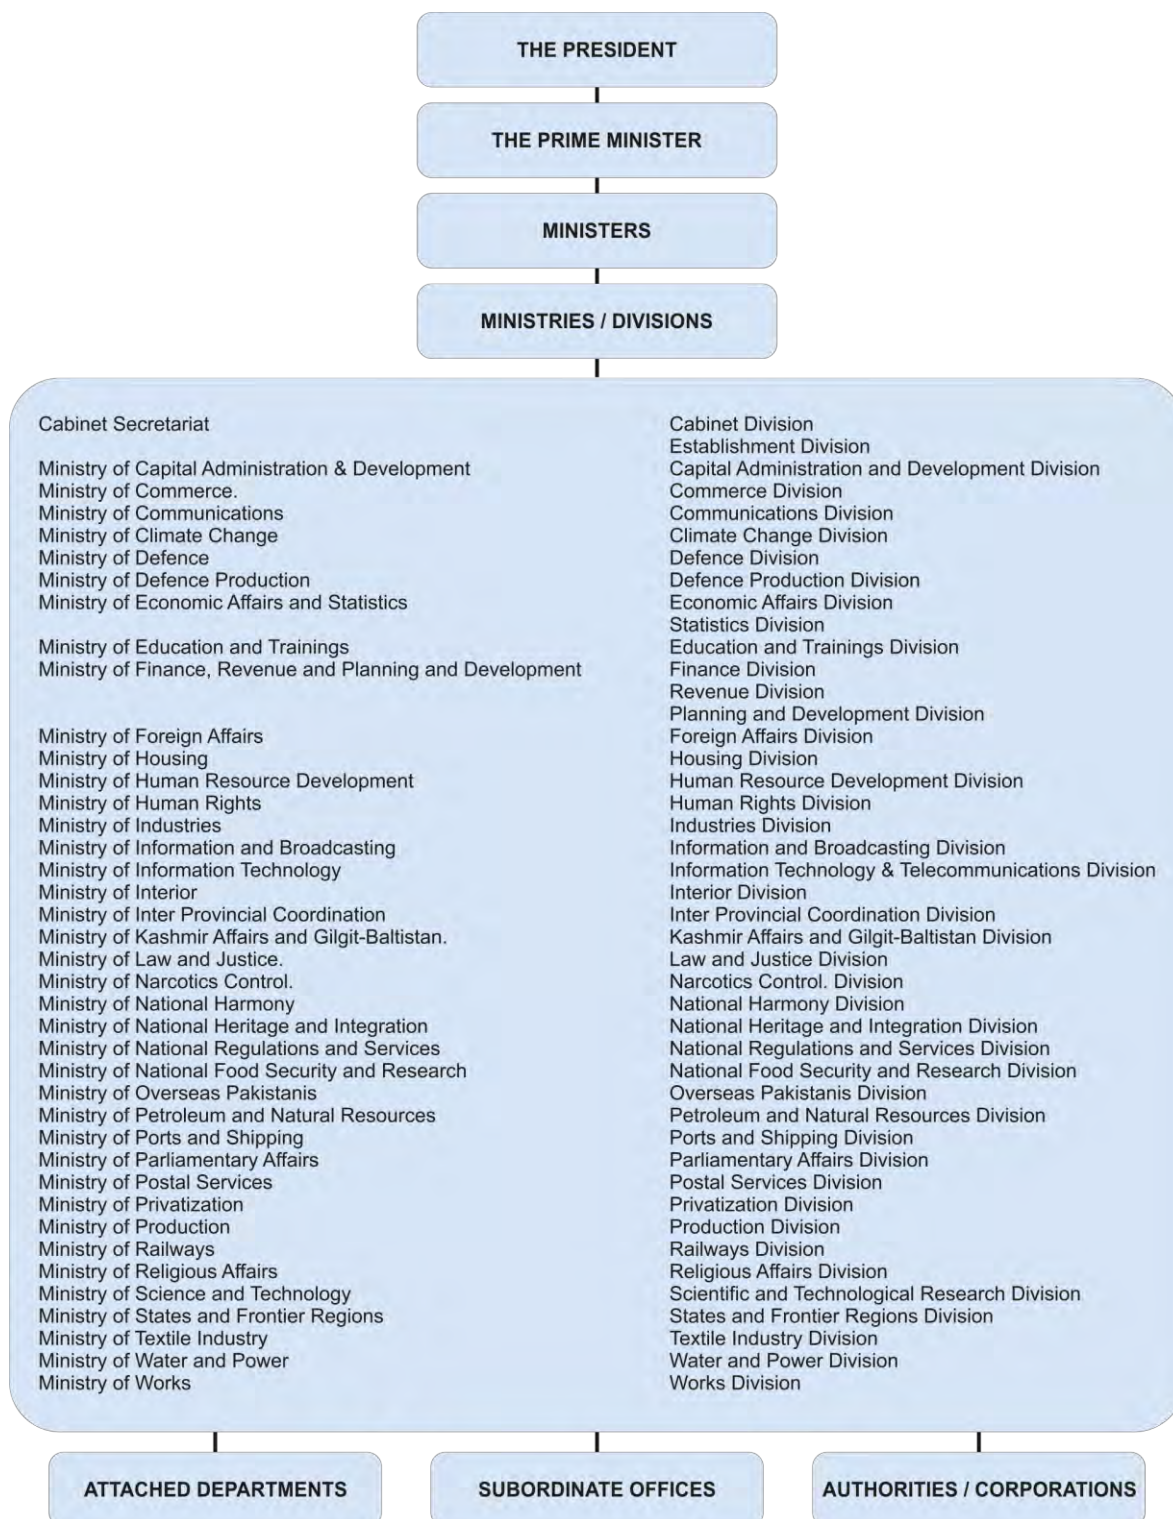 THE PRESIDENT
THE PRIME MINISTER
MINISTERS
MINISTRIES / DIVISIONS
Cabinet Secretariat Cabinet Division
Establishment Division
Ministry of Capital Administration & Development Capital Administration and Development Division
Ministry of Commerce. Commerce Division
Ministry of Communications Communications Division
Ministry of Climate Change Climate Change Division
Ministry of Defence Defence Division
Ministry of Defence Production Defence Production Division
Ministry of Economic Affairs and Statistics Economic Affairs Division
Statistics Division
Ministry of Education and Trainings Education and Trainings Division
Ministry of Finance, Revenue and Planning and Development Finance Division
Revenue Division
Planning and Development Division
Ministry of Foreign Affairs Foreign Affairs Division
Ministry of Housing Housing Division
Ministry of Human Resource Development Human Resource Development Division
Ministry of Human Rights Human Rights Division
Ministry of Industries Industries Division
Ministry of Information and Broadcasting Information and Broadcasting Division
Ministry of Information Technology Information Technology & Telecommunications Division
Ministry of Interior Interior Division
Ministry of Inter Provincial Coordination Inter Provincial Coordination Division
Ministry of Kashmir Affairs and Gilgit-Baltistan. Kashmir Affairs and Gilgit-Baltistan Division
Ministry of Law and Justice. Law and Justice Division
Ministry of Narcotics Control. Narcotics Control. Division
Ministry of National Harmony National Harmony Division
Ministry of National Heritage and Integration National Heritage and Integration Division
Ministry of National Regulations and Services National Regulations and Services Division
Ministry of National Food Security and Research National Food Security and Research Division
Ministry of Overseas Pakistanis Overseas Pakistanis Division
Ministry of Petroleum and Natural Resources Petroleum and Natural Resources Division
Ministry of Ports and Shipping Ports and Shipping Division
Ministry of Parliamentary Affairs Parliamentary Affairs Division
Ministry of Postal Services Postal Services Division
Ministry of Privatization Privatization Division
Ministry of Production Production Division
Ministry of Railways Railways Division
Ministry of Religious Affairs Religious Affairs Division
Ministry of Science and Technology Scientific and Technological Research Division
Ministry of States and Frontier Regions States and Frontier Regions Division
Ministry of Textile Industry Textile Industry Division
Ministry of Water and Power Water and Power Division
Ministry of Works Works Division
ATTACHED DEPARTMENTS SUBORDINATE OFFICES AUTHORITIES / CORPORATIONS